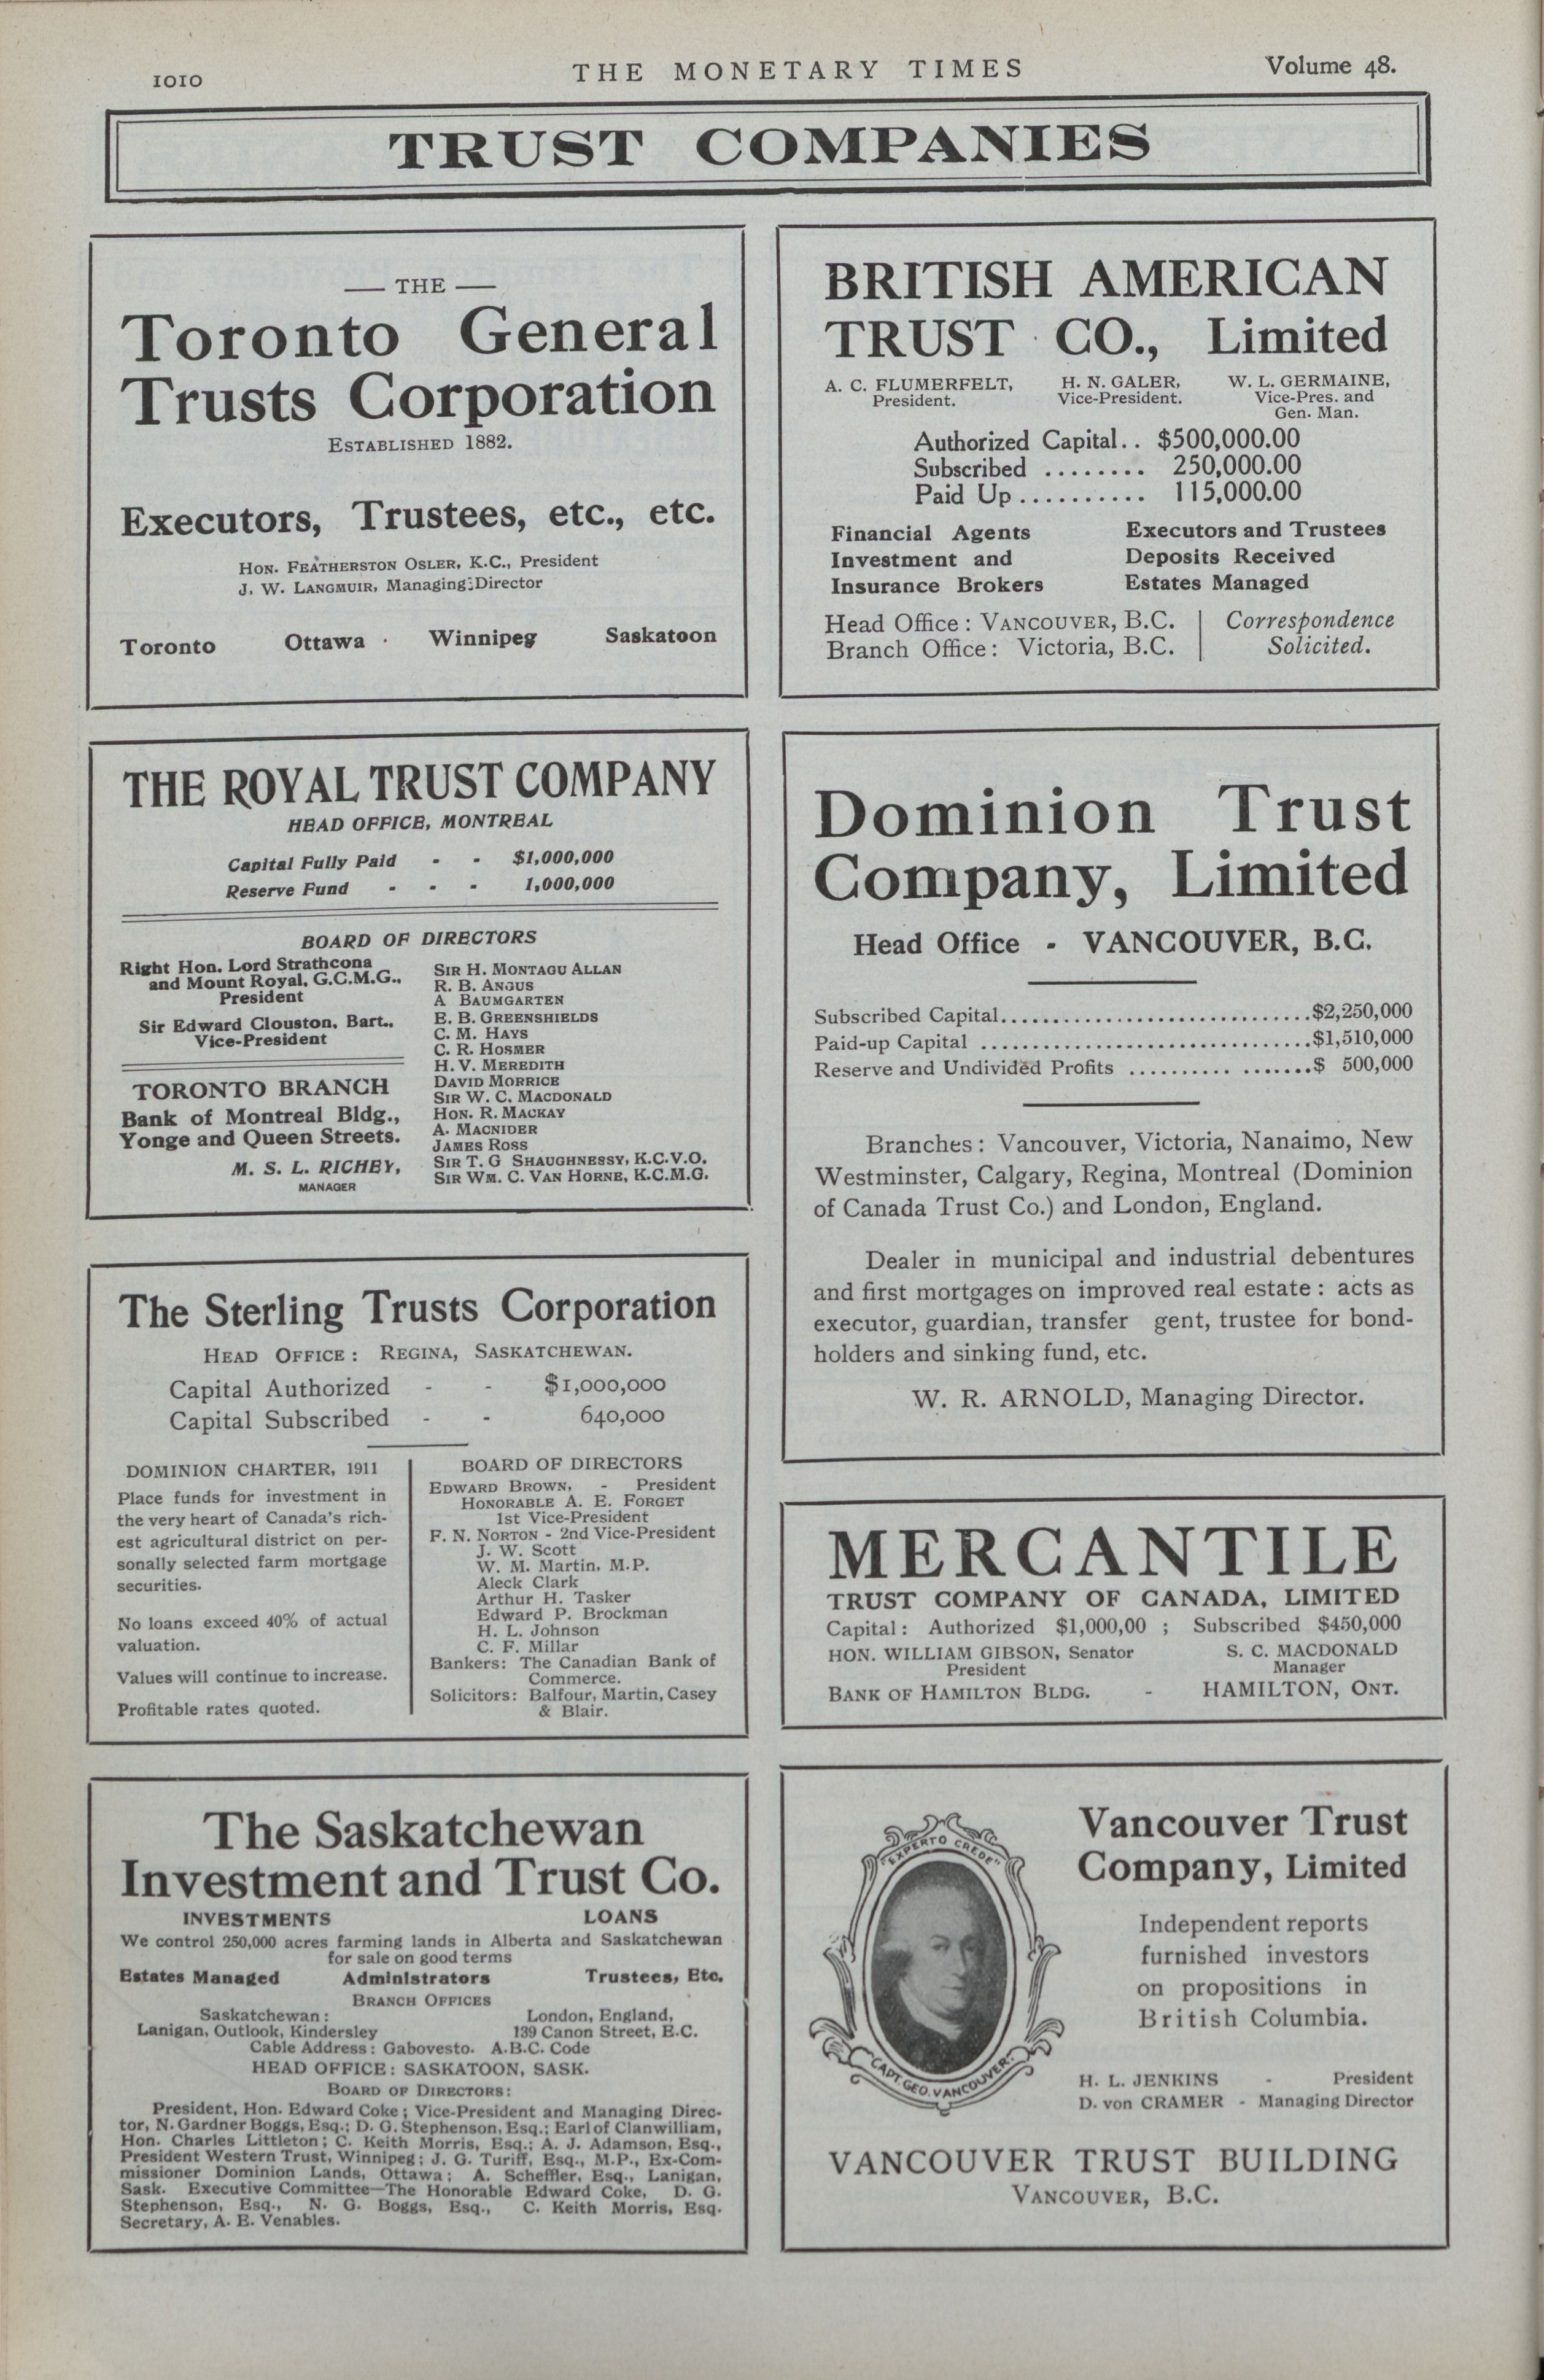 1010
THE MONETARY TIMES
Volume 48.
TRUST COMPANIES
— THE —
Toronto General
Trusts Corporation
ESTABLISHED 1882.
Executors, Trustees, etc., etc.
HON. FEATHERSTON OSLER, K.C., President
J. W. LANGMUIR, Managing Director
Toronto Ottawa Winnipeg Saskatoon
BRITISH AMERICAN
TRUST CO., Limited
A. C. FLUMERFELT, H. N. GALER, W. L. GERMAINE,
President. Vice-President. Vice-Pres. and
Gen. Man.
Authorized Capital.. $500,000.00
Subscribed ........ 250,000.00
Paid Up.......... 115,000.00
Financial Agents
Investment and
Insurance Brokers
Executors and Trustees
Deposits Received
Estates Managed
Head Office: VANCOUVER, B.C.
Branch Office: Victoria, B.C.
Correspondence
Solicited.
THE ROYAL TRUST COMPANY
HEAD OFFICE, MONTREAL
Capital Fully Paid - - $1,000,000
Reserve Fund - - - 1,000,000
BOARD OF DIRECTORS
Right Hon. Lord Strathcona
and Mount Royal, G.C.M.G.,
President
Sir Edward Clouston, Bart.,
Vice-President
TORONTO BRANCH
Bank of Montreal Bldg.,
Yonge and Queen Streets.
M. S. L. RICHEY,
MANAGER
SIR H. MONTAGU ALLAN
R. B. ANGUS
A BAUMGARTEN
E. B. GREENSHIELDS
C. M. HAYS
C. R. HOSMER
H. V. MEREDITH
DAVID MORRICE
SIR W. C. MACDONALD
HON. R. MACKAY
A. MACNIDER
JAMES ROSS
SIR T. G SHAUGHNESSY, K.C.V.O.
SIR WM. C. VAN HORNE, K.C.M.G.
Dominion Trust
Company, Limited
Head Office - VANCOUVER, B.C.
Subscribed Capital................................$2,250,000
Paid-up Capital ..................................$1,510,000
Reserve and Undivided Profits .......... .......$ 500,000
Branches: Vancouver, Victoria, Nanaimo, New
Westminster, Calgary, Regina, Montreal (Dominion
of Canada Trust Co.) and London, England.
Dealer in municipal and industrial debentures
and first mortgages on improved real estate: acts as
executor, guardian, transfer gent, trustee for bond-
holders and sinking fund, etc.
W. R. ARNOLD, Managing Director.
The Sterling Trusts Corporation
HEAD OFFICE: REGINA, SASKATCHEWAN.
Capital Authorized - - $1,000,000
Capital Subscribed - - 640,000
DOMINION CHARTER, 1911
Place funds for investment in
the very heart of Canada's rich-
est agricultural district on per-
sonally selected farm mortgage
securities.
No loans exceed 40% of actual
valuation.
Values will continue to increase.
Profitable rates quoted.
BOARD OF DIRECTORS
EDWARD BROWN, - President
HONORABLE A. E. FORGET
1st Vice-President
F. N. NORTON - 2nd Vice-President
J. W. Scott
W. M. Martin, M.P.
Aleck Clark
Arthur H. Tasker
Edward P. Brockman
H. L. Johnson
C. F. Millar
Bankers: The Canadian Bank of
Commerce.
Solicitors: Balfour, Martin, Casey
& Blair.
MERCANTILE
TRUST COMPANY OF CANADA, LIMITED
Capital: Authorized $1,000,00 ; Subscribed $450,000
HON. WILLIAM GIBSON, Senator S. C. MACDONALD
President Manager
BANK OF HAMILTON BLDG. - HAMILTON, ONT.
The Saskatchewan
Investment and Trust Co.
INVESTMENTS LOANS
We control 250,000 acres farming lands in Alberta and Saskatchewan
for sale on good terms
Estates Managed Administrators Trustees, Etc.
BRANCH OFFICES
Saskatchewan: London, England,
Lanigan, Outlook, Kindersley 139 Canon Street, E.C.
Cable Address: Gabovesto. A.B.C. Code
HEAD OFFICE: SASKATOON, SASK.
BOARD OF DIRECTORS:
President, Hon. Edward Coke; Vice-President and Managing Direc-
tor, N. Gardner Boggs, Esq.; D. G. Stephenson, Esq.; Earl of Clanwilliam,
Hon. Charles Littleton; C. Keith Morris, Esq.; A. J. Adamson, Esq.,
President Western Trust, Winnipeg; J. G. Turiff, Esq., M.P., Ex-Com-
missioner Dominion Lands, Ottawa; A. Scheffler, Esq., Lanigan,
Sask. Executive Committee—The Honorable Edward Coke, D. G.
Stephenson, Esq., N. G. Boggs, Esq., C. Keith Morris, Esq.
Secretary, A. E. Venables.
"EXPERTO CREDE"
CAPT. GEO. VANCOUVER.
Vancouver Trust
Company, Limited
Independent reports
furnished investors
on propositions in
British Columbia.
H. L. JENKINS - President
D. von CRAMER - Managing Director
VANCOUVER TRUST BUILDING
VANCOUVER, B.C.